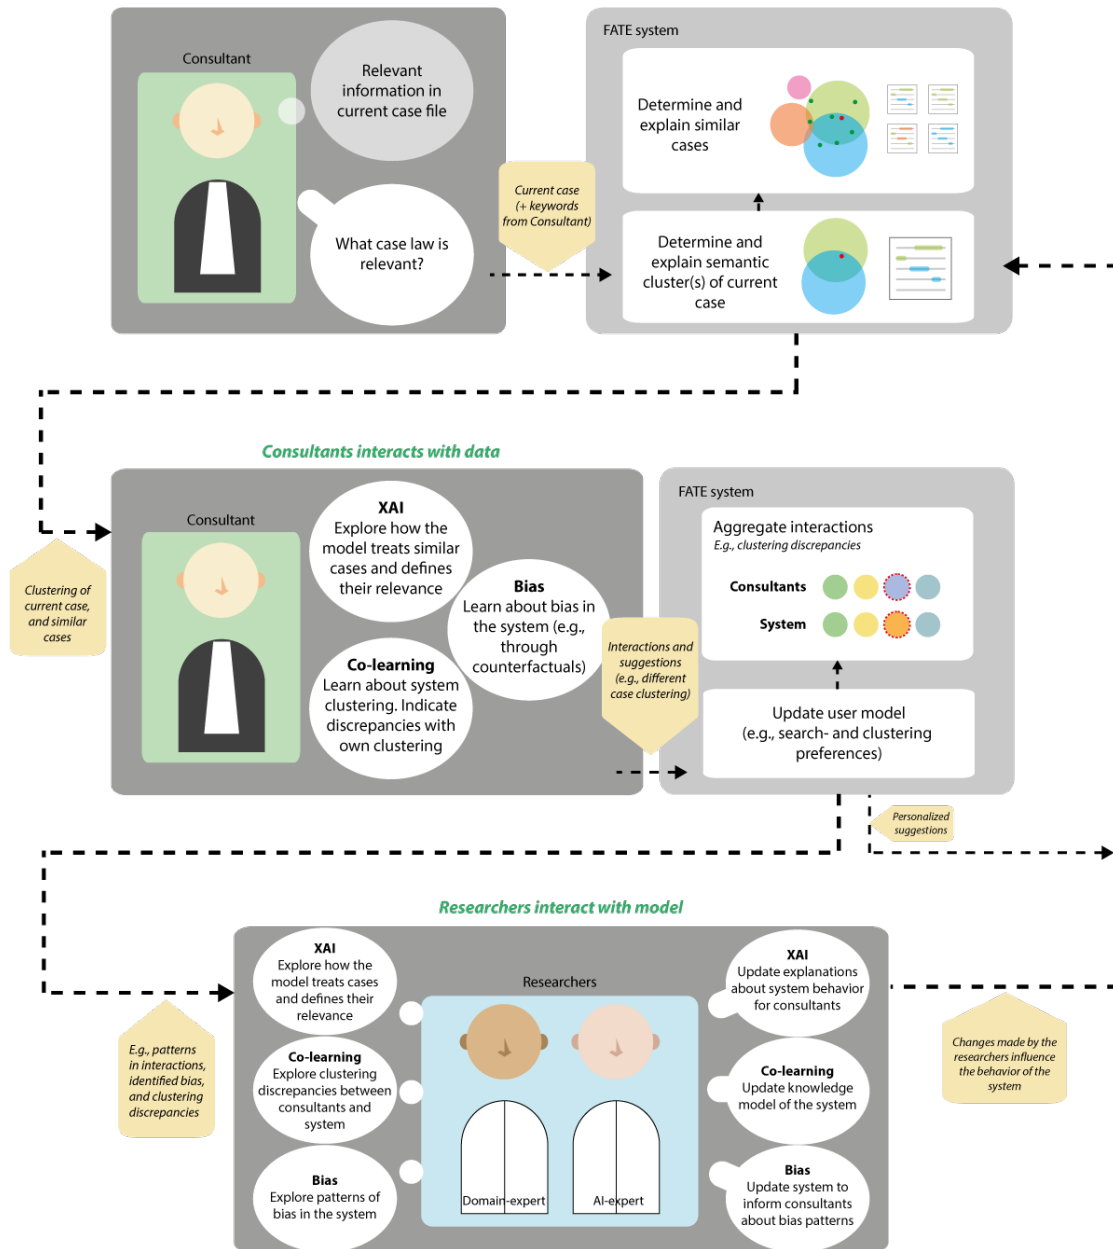 Consultant
Relevant
information in
current case file
What case law is
relevant?
Current case
(+ keywords
from Consultant)
FATE system
Determine and
explain similar
cases
Determine and
explain semantic
cluster(s) of current
case
Consultants interacts with data
Clustering of
current case,
and similar
cases
Consultant
XAI
Explore how the
model treats similar
cases and defines
their relevance
Bias
Learn about bias in
the system (e.g.,
through
counterfactuals)
Co-learning
Learn about system
clustering. Indicate
discrepancies with
own clustering
Interactions and
suggestions
(e.g., different
case clustering)
FATE system
Aggregate interactions
E.g., clustering discrepancies
Consultants
System
Update user model
(e.g., search- and clustering
preferences)
Personalized
suggestions
Researchers interact with model
E.g., patterns
in interactions,
identified bias,
and clustering
discrepancies
XAI
Explore how the
model treats cases
and defines their
relevance
Co-learning
Explore clustering
discrepancies between
consultants and
system
Bias
Explore patterns of
bias in the system
Researchers
Domain-expert
AI-expert
XAI
Update explanations
about system behavior
for consultants
Co-learning
Update knowledge
model of the system
Bias
Update system to
inform consultants
about bias patterns
Changes made by the
researchers influence
the behavior of the
system